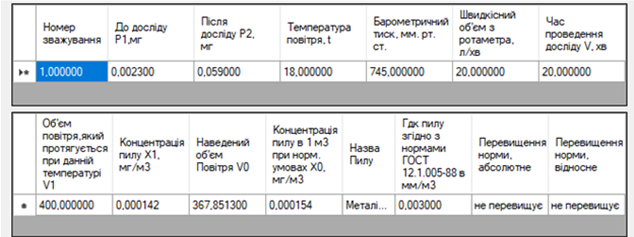 Номер зважування
До досліду P1,мг
Після досліду P2, мг
Температура повітря, t
Барометричний тиск, мм. рт. ст.
Швидкісний об'єм з ротаметра, л/хв
Час проведення досліду V, хв
1,000000 0,002300 0,059000 18,000000 745,000000 20,000000 20,000000
Об'єм повітря,який протягується при данній температурі V1
Концентрація пилу X1, мг/м3
Наведений об'єм Повітря V0
Концентрація пилу в 1 м3 при норм. умовах X0, мг/м3
Назва Пилу
Гдк пилу згідно з нормами ГОСТ 12.1.005-88 в мм/м3
Перевищення норми, абсолютне
Перевищення норми, відносне
400,000000 0,000142 367,851300 0,000154 Металі... 0,003000 не перевищує не перевищує